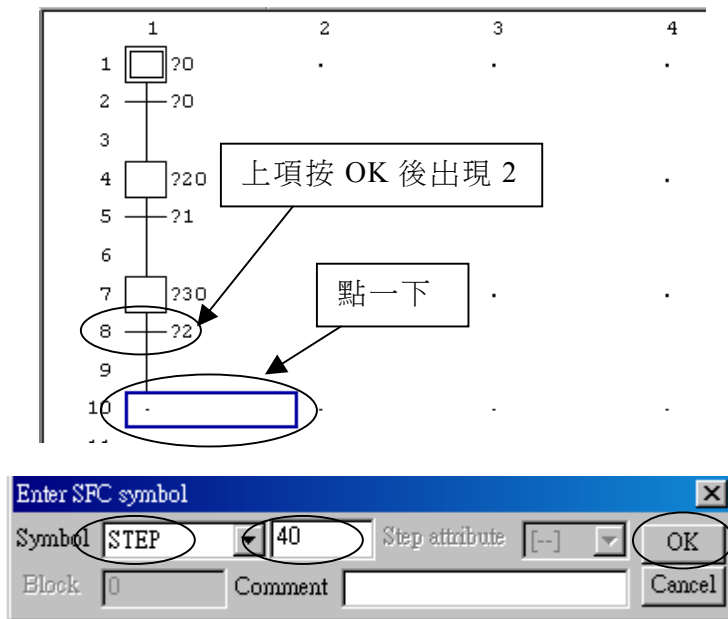 1 2 3 4
1 ?0
2 ?0
3
4 ?20
上項按 OK 後出現 2
5 ?1
6
7 ?30
點一下
8 ?2
9
10
Enter SFC symbol
Symbol STEP 40 Step attribute [--] OK
Block 0 Comment Cancel